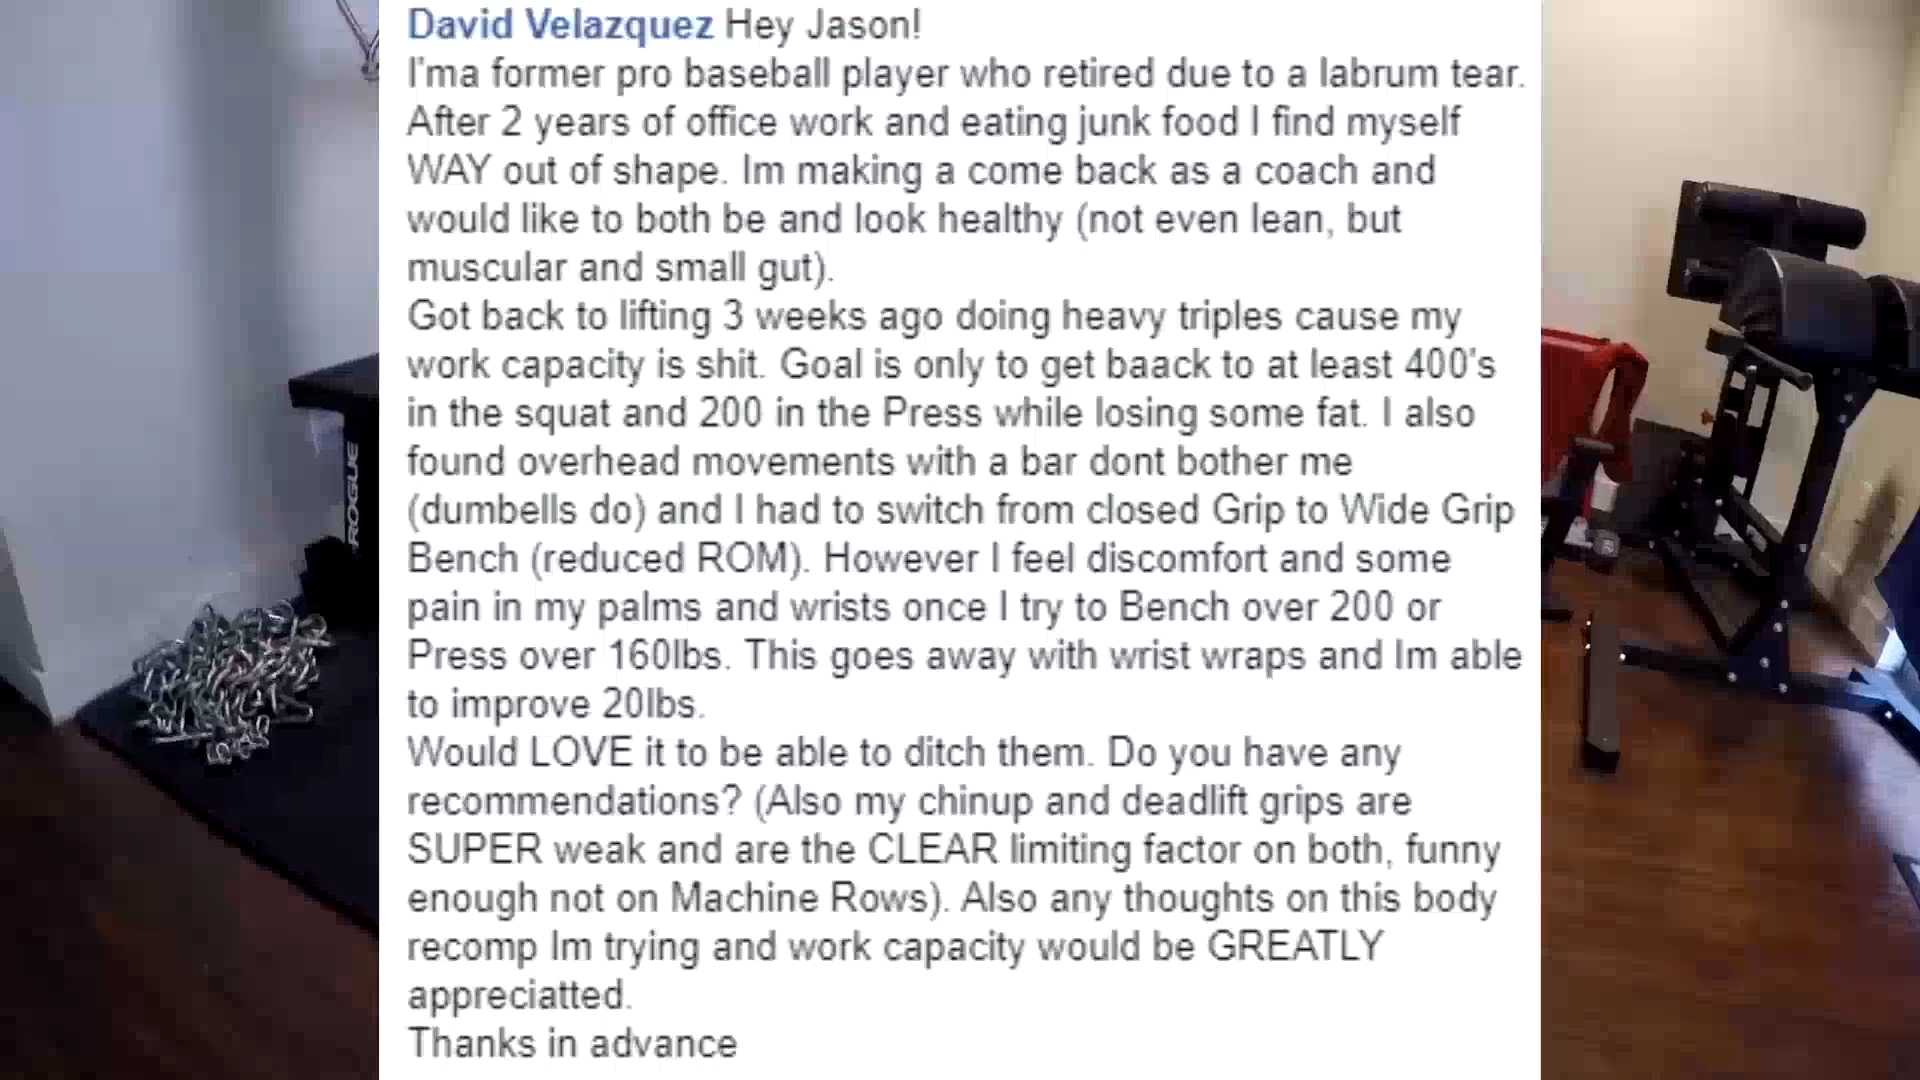 David Velazquez Hey Jason!
I'ma former pro baseball player who retired due to a labrum tear.
After 2 years of office work and eating junk food I find myself
WAY out of shape. Im making a come back as a coach and
would like to both be and look healthy (not even lean, but
muscular and small gut).
Got back to lifting 3 weeks ago doing heavy triples cause my
work capacity is shit. Goal is only to get baack to at least 400's
in the squat and 200 in the Press while losing some fat. I also
found overhead movements with a bar dont bother me
(dumbells do) and I had to switch from closed Grip to Wide Grip
Bench (reduced ROM). However I feel discomfort and some
pain in my palms and wrists once I try to Bench over 200 or
Press over 160lbs. This goes away with wrist wraps and Im able
to improve 20lbs.
Would LOVE it to be able to ditch them. Do you have any
recommendations? (Also my chinup and deadlift grips are
SUPER weak and are the CLEAR limiting factor on both, funny
enough not on Machine Rows). Also any thoughts on this body
recomp Im trying and work capacity would be GREATLY
appreciatted.
Thanks in advance
ROGUE